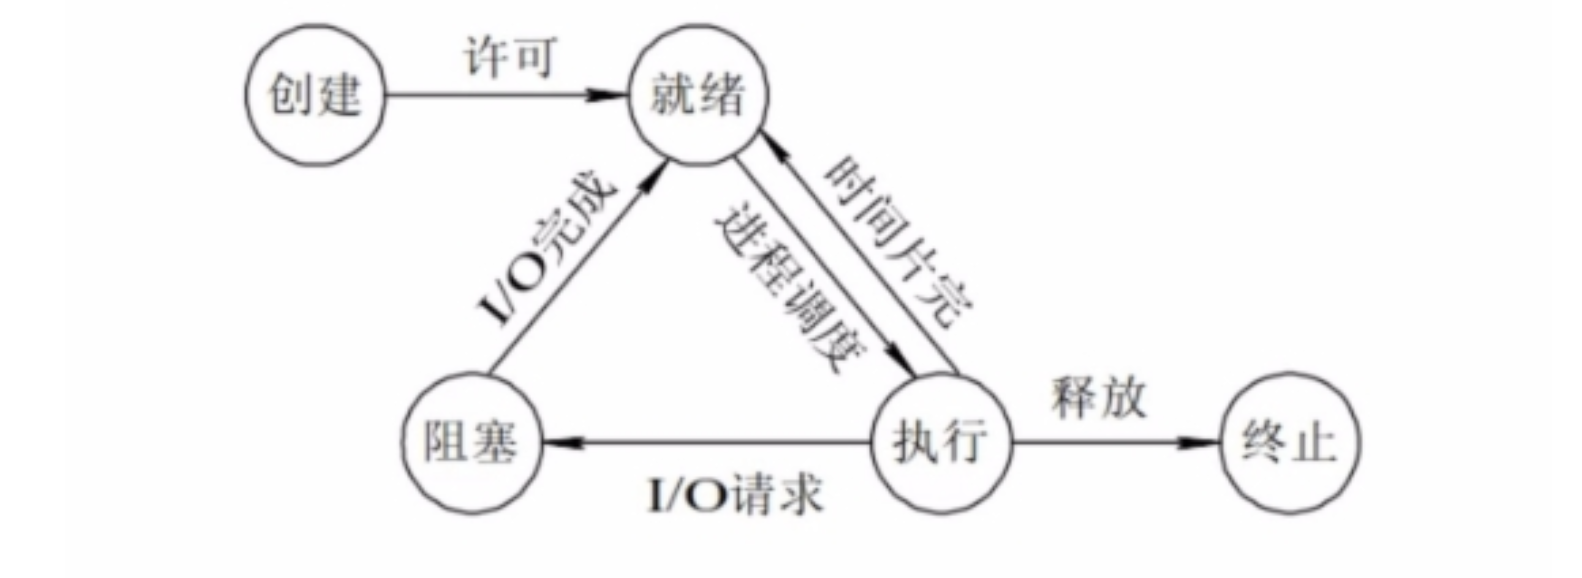 创建
许可
就绪
I/O完成
进程调度
时间片完
阻塞
I/O请求
执行
释放
终止